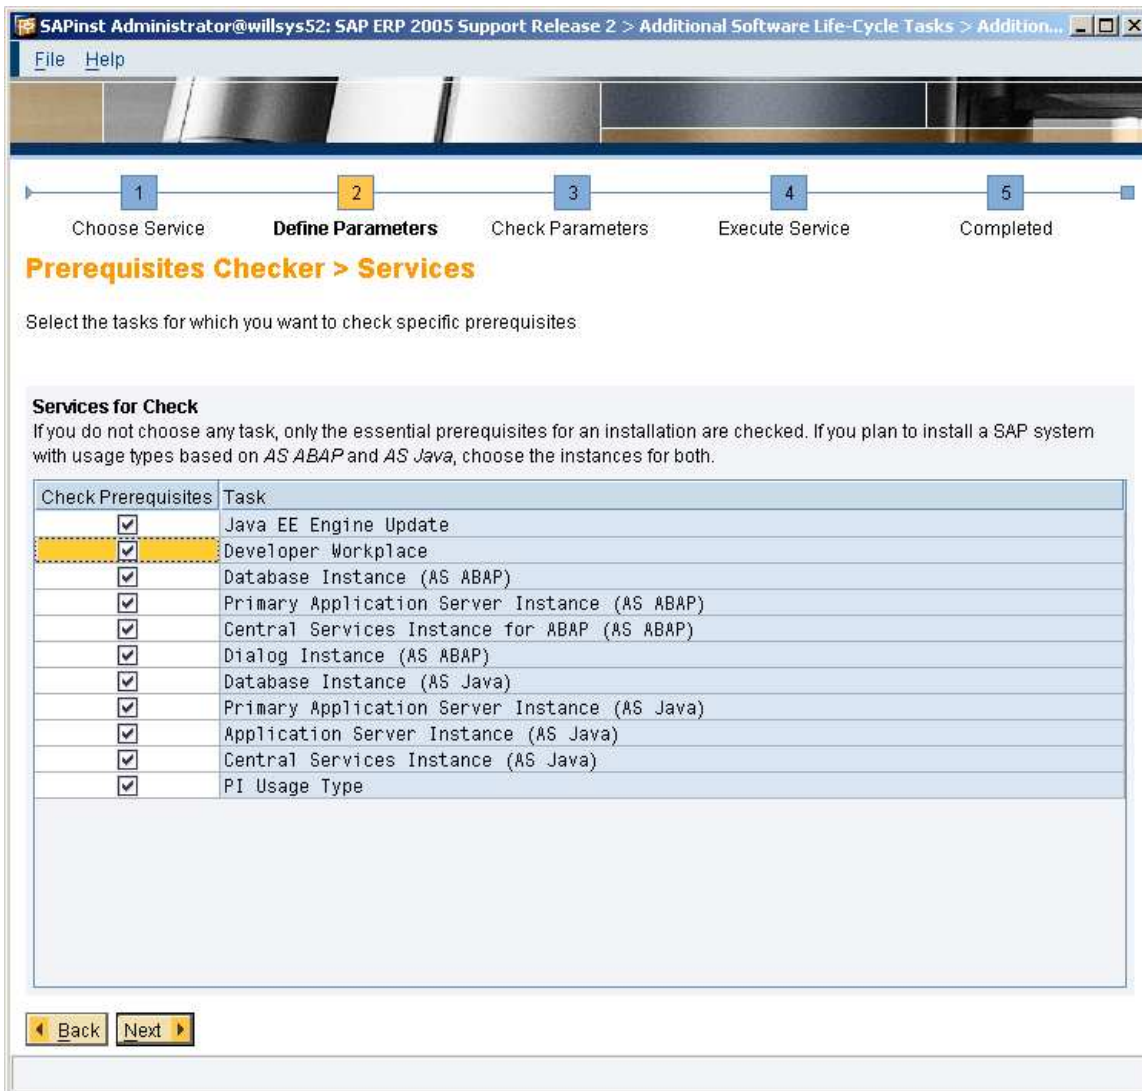 SAPinst Administrator@willsys52: SAP ERP 2005 Support Release 2 > Additional Software Life-Cycle Tasks > Addition...
File Help
1 2 3 4 5
Choose Service Define Parameters Check Parameters Execute Service Completed
Prerequisites Checker > Services
Select the tasks for which you want to check specific prerequisites
Services for Check
If you do not choose any task, only the essential prerequisites for an installation are checked. If you plan to install a SAP system
with usage types based on AS ABAP and AS Java, choose the instances for both.
Check Prerequisites Task
Java EE Engine Update
Developer Workplace
Database Instance (AS ABAP)
Primary Application Server Instance (AS ABAP)
Central Services Instance for ABAP (AS ABAP)
Dialog Instance (AS ABAP)
Database Instance (AS Java)
Primary Application Server Instance (AS Java)
Application Server Instance (AS Java)
Central Services Instance (AS Java)
PI Usage Type
Back Next